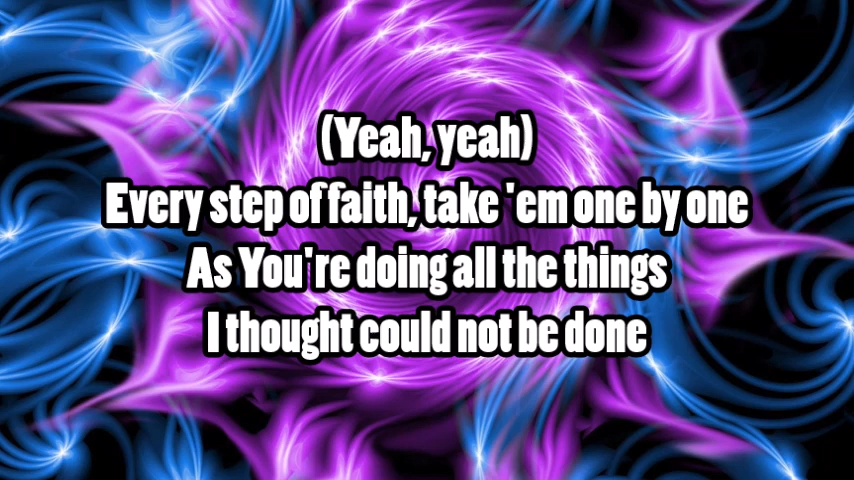 (Yeah, yeah)
Every step of faith, take 'em one by one
As You're doing all the things
I thought could not be done